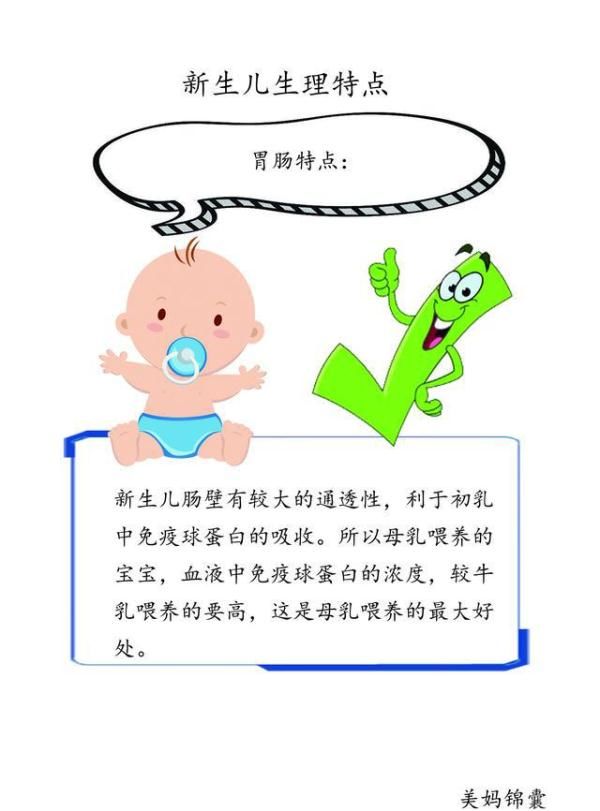 新生儿生理特点
胃肠特点：
新生儿肠壁有较大的通透性，利于初乳
中免疫球蛋白的吸收。所以母乳喂养的
宝宝，血液中免疫球蛋白的浓度，较牛
乳喂养的要高，这是母乳喂养的最大好
处。
美妈锦囊